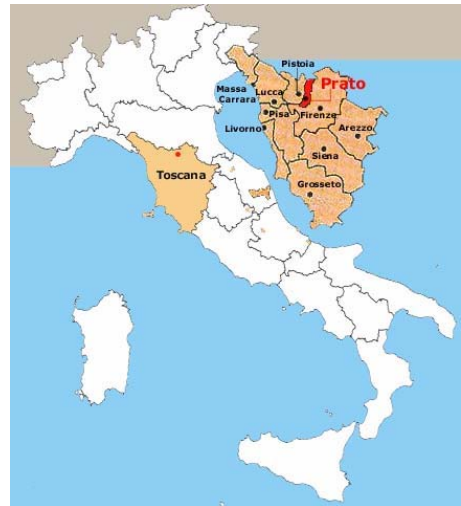 Pistoia
Prato
Massa
Carrara
Lucca
Pisa
Firenze
Livorno
Arezzo
Siena
Toscana
Grosseto